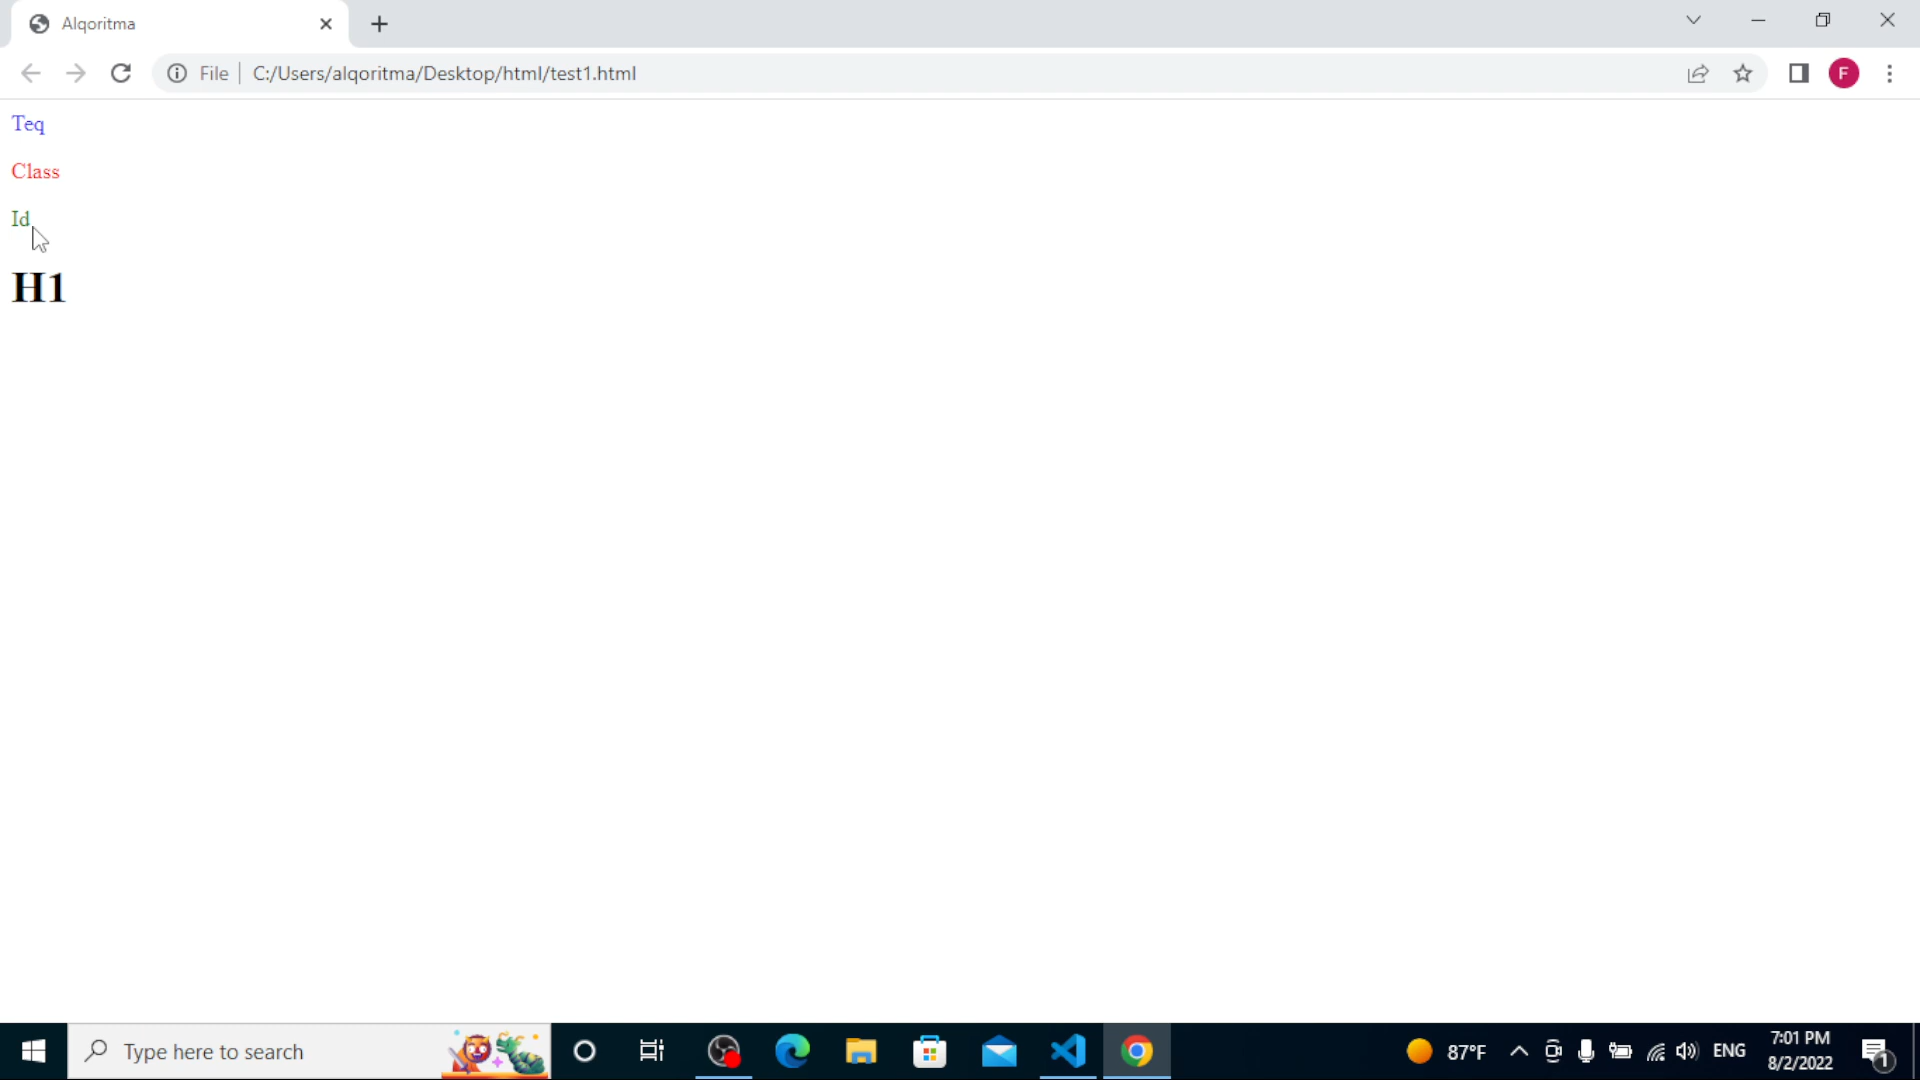 Alqoritma
File
C:/Users/alqoritma/Desktop/html/test1.html
F
Teq
Class
Id
H1
Type here to search
87°F
ENG
7:01 PM
8/2/2022
1